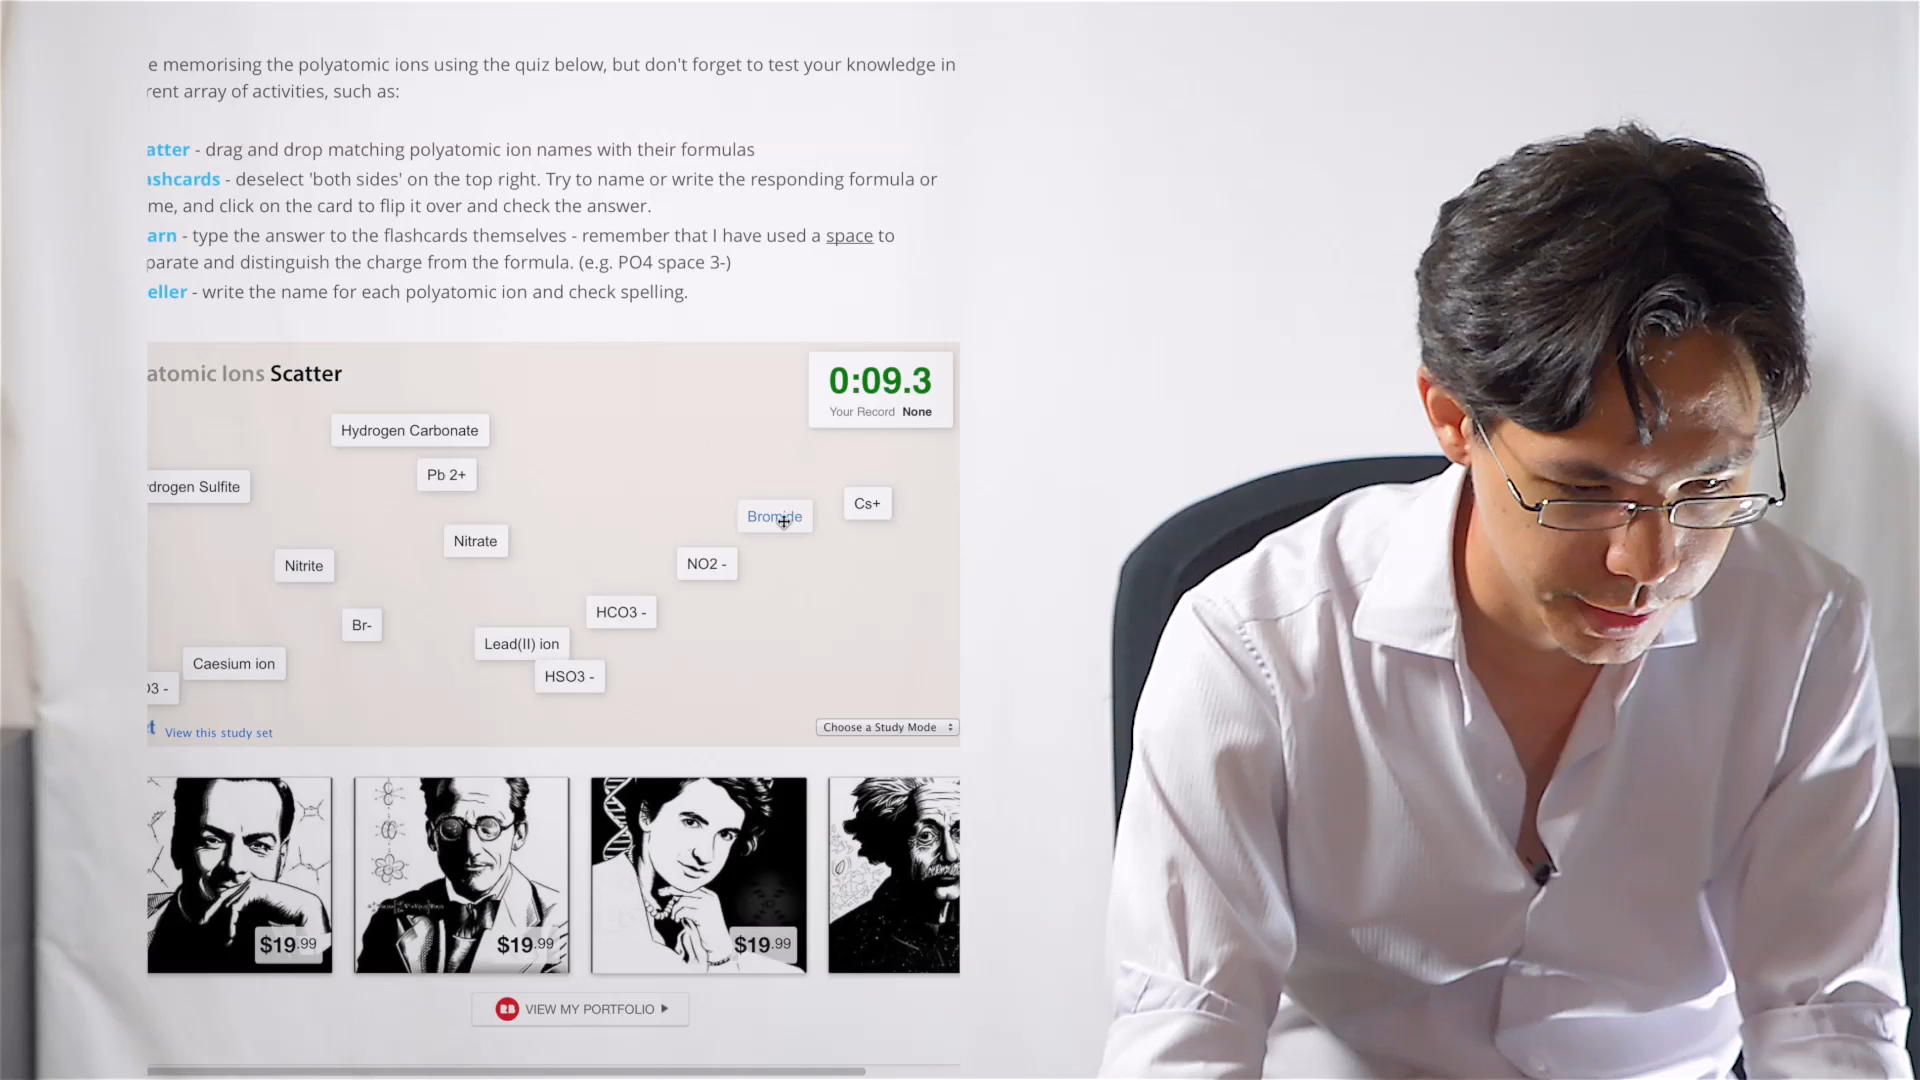 e memorising the polyatomic ions using the quiz below, but don't forget to test your knowledge in
rent array of activities, such as:
atter - drag and drop matching polyatomic ion names with their formulas
ashcards - deselect 'both sides' on the top right. Try to name or write the responding formula or
me, and click on the card to flip it over and check the answer.
arn - type the answer to the flashcards themselves - remember that I have used a space to
parate and distinguish the charge from the formula. (e.g. PO4 space 3-)
eller - write the name for each polyatomic ion and check spelling.
atomic Ions Scatter
0:09.3
Your Record None
Hydrogen Carbonate
Pb 2+
drogen Sulfite
Cs+
Bromide
Nitrate
NO2 -
Nitrite
HCO3 -
Br-
Lead(II) ion
Caesium ion
HSO3 -
O3 -
t View this study set
Choose a Study Mode
$19.99
$19.99
$19.99
RB VIEW MY PORTFOLIO